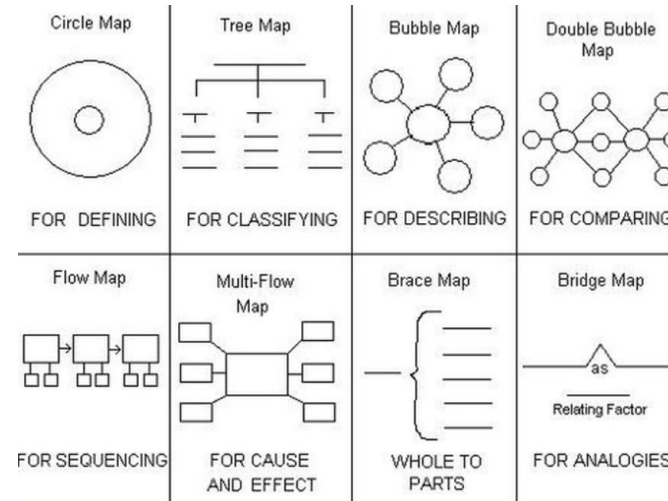 Circle Map
FOR DEFINING
Tree Map
FOR CLASSIFYING
Bubble Map
FOR DESCRIBING
Double Bubble
Map
FOR COMPARING
Flow Map
FOR SEQUENCING
Multi-Flow
Map
FOR CAUSE
AND EFFECT
Brace Map
WHOLE TO
PARTS
Bridge Map
as
Relating Factor
FOR ANALOGIES